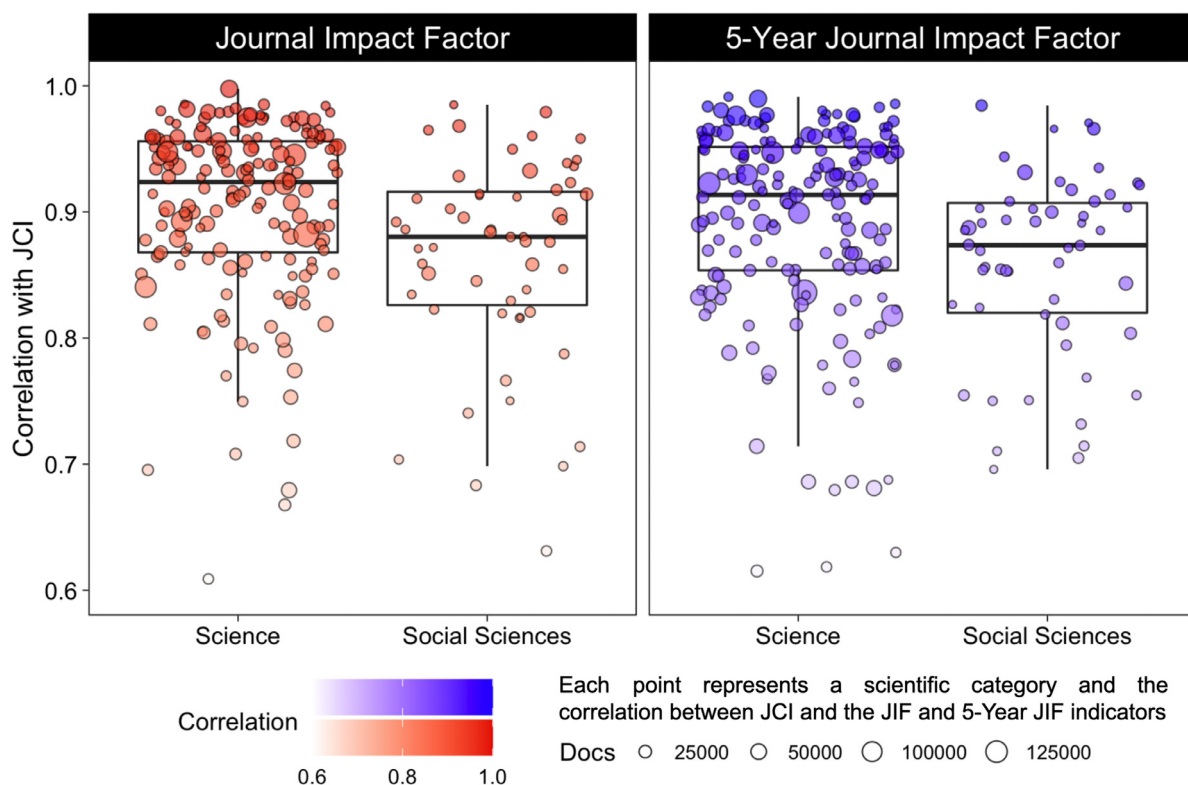 Journal Impact Factor
5-Year Journal Impact Factor
Correlation with JCI
1.0
0.9
0.8
0.7
0.6
Science
Social Sciences
Science
Social Sciences
Correlation
0.6 0.8 1.0
Each point represents a scientific category and the
correlation between JCI and the JIF and 5-Year JIF indicators
Docs 25000 50000 100000 125000